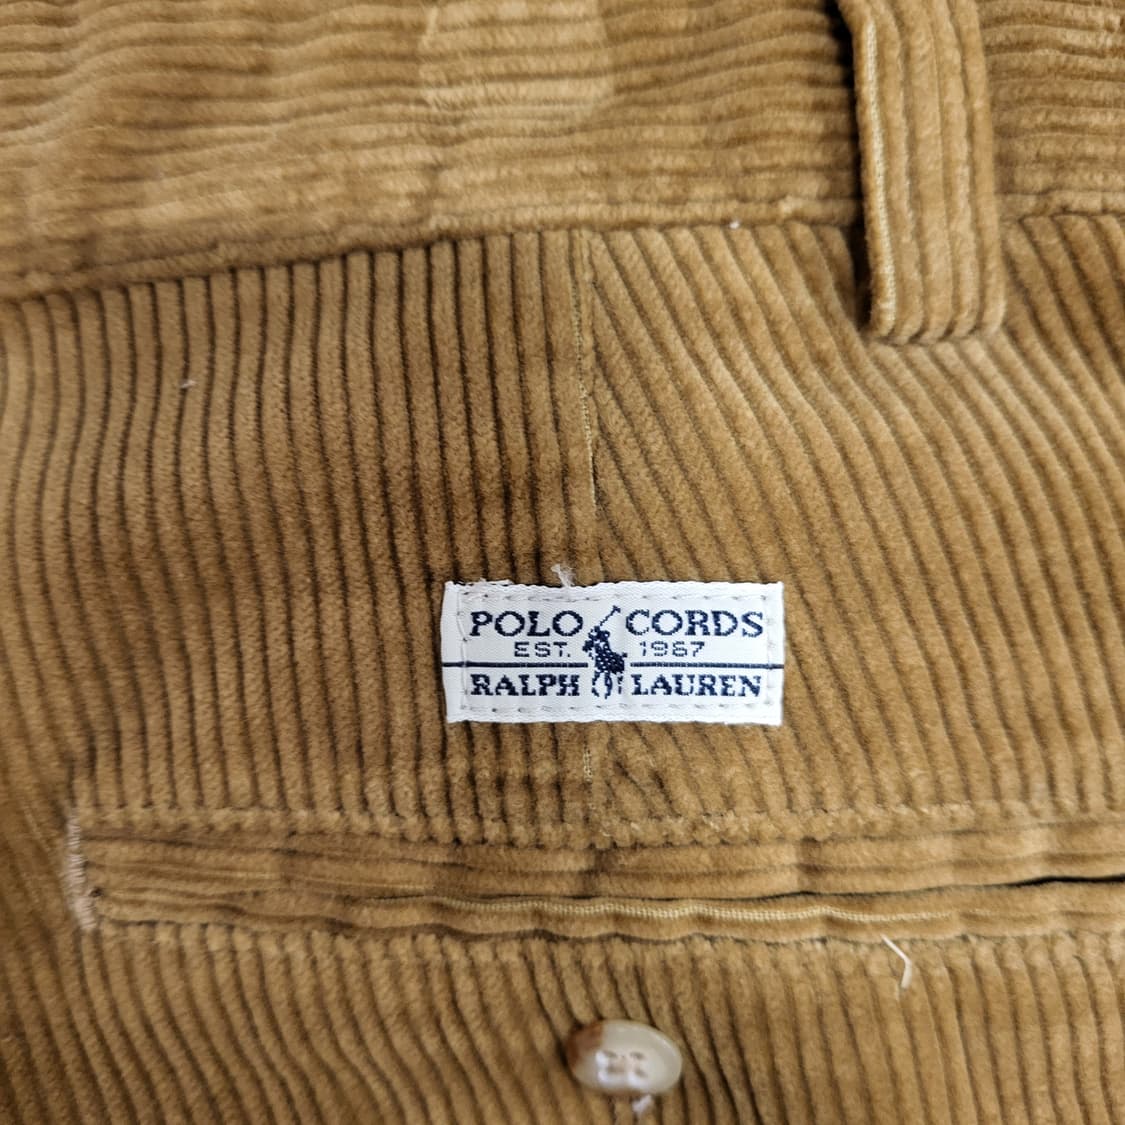 POLO CORDS
EST. 1967
RALPH LAUREN